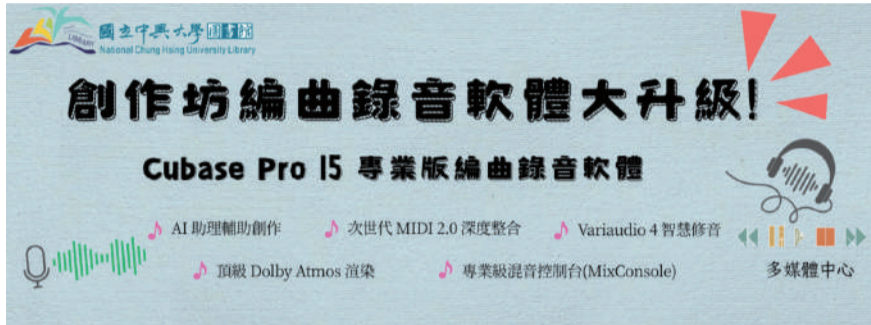 LIBRARY
國立中興大學圖書館
National Chung Hsing University Library
創作坊編曲錄音軟體大升級!
Cubase Pro 15 專業版編曲錄音軟體
AI 助理輔助創作
次世代 MIDI 2.0 深度整合
Variaudio 4 智慧修音
頂級 Dolby Atmos 渲染
專業級混音控制台(MixConsole)
多媒體中心